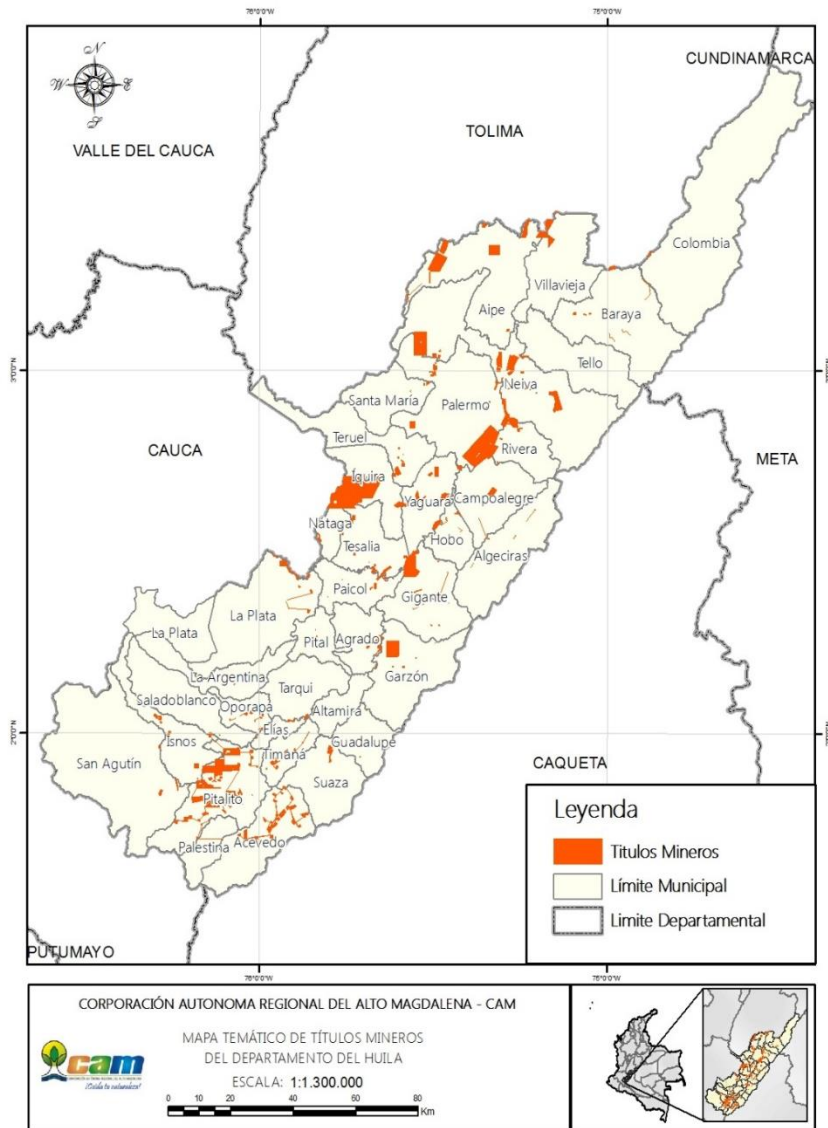 76°0'0"W
75°0'0"W
N
W
E
S
CUNDINAMARCA
TOLIMA
VALLE DEL CAUCA
Colombia
Villavieja
Aipe
Baraya
3°0'0"N
Tello
Neiva
Santa María
Palermo
Teruel
Rivera
CAUCA
META
Íquira
Yaguará
Campoalegre
Nátaga
Hobo
Tesalia
Algeciras
Paicol
Gigante
La Plata
La Plata
Pital
Agrado
La Argentina
Garzón
Tarqui
Saladoblanco
Oporapa
Altamira
2°0'0"N
Elías
Isnos
Guadalupe
Timaná
San Agutín
CAQUETA
Suaza
Pitalito
Palestina
Acevedo
PUTUMAYO
Leyenda
Titulos Mineros
Límite Municipal
Limite Departamental
76°0'0"W
75°0'0"W
CORPORACIÓN AUTONOMA REGIONAL DEL ALTO MAGDALENA - CAM
cam
¡Cuida tu naturaleza!
MAPA TEMÁTICO DE TÍTULOS MINEROS
DEL DEPARTAMENTO DEL HUILA
ESCALA: 1:1.300.000
0 10 20 40 60 80
Km